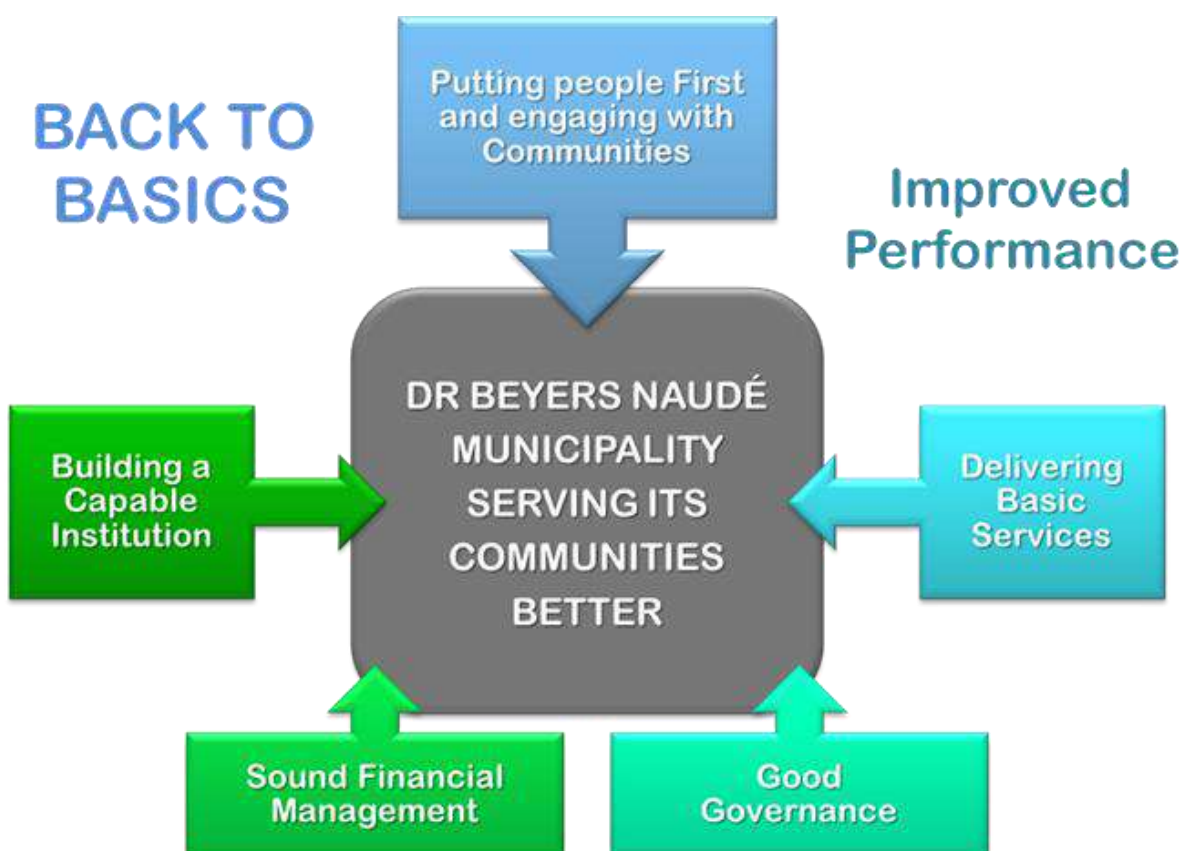 BACK TO
BASICS
Putting people First
and engaging with
Communities
Improved
Performance
DR BEYERS NAUDÉ
MUNICIPALITY
SERVING ITS
COMMUNITIES
BETTER
Building a
Capable
Institution
Delivering
Basic
Services
Sound Financial
Management
Good
Governance